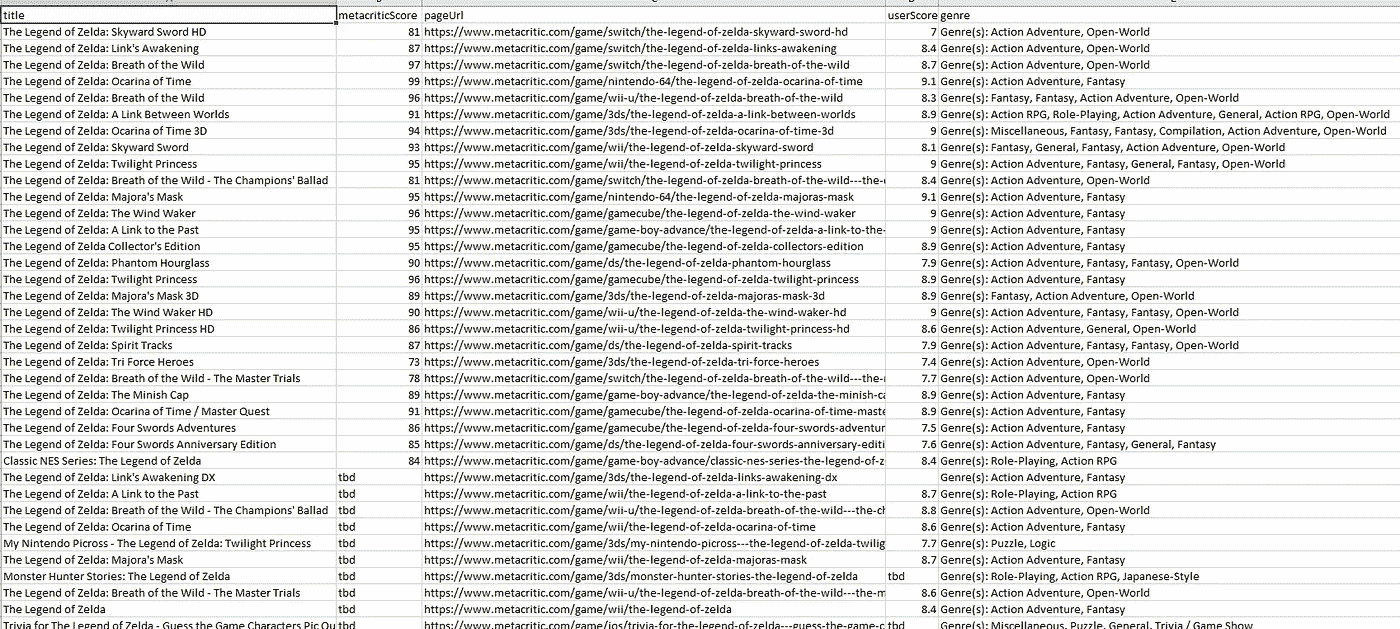 title metacriticScore pageUrl userScore genre
The Legend of Zelda: Skyward Sword HD 81 https://www.metacritic.com/game/switch/the-legend-of-zelda-skyward-sword-hd 7 Genre(s): Action Adventure, Open-World
The Legend of Zelda: Link's Awakening 87 https://www.metacritic.com/game/switch/the-legend-of-zelda-links-awakening 8.4 Genre(s): Action Adventure, Open-World
The Legend of Zelda: Breath of the Wild 97 https://www.metacritic.com/game/switch/the-legend-of-zelda-breath-of-the-wild 8.7 Genre(s): Action Adventure, Open-World
The Legend of Zelda: Ocarina of Time 99 https://www.metacritic.com/game/nintendo-64/the-legend-of-zelda-ocarina-of-time 9.1 Genre(s): Action Adventure, Fantasy
The Legend of Zelda: Breath of the Wild 96 https://www.metacritic.com/game/wii-u/the-legend-of-zelda-breath-of-the-wild 8.3 Genre(s): Fantasy, Fantasy, Action Adventure, Open-World
The Legend of Zelda: A Link Between Worlds 91 https://www.metacritic.com/game/3ds/the-legend-of-zelda-a-link-between-worlds 8.9 Genre(s): Action RPG, Role-Playing, Action Adventure, General, Action RPG, Open-World
The Legend of Zelda: Ocarina of Time 3D 94 https://www.metacritic.com/game/3ds/the-legend-of-zelda-ocarina-of-time-3d 9 Genre(s): Miscellaneous, Fantasy, Fantasy, Compilation, Action Adventure, Open-World
The Legend of Zelda: Skyward Sword 93 https://www.metacritic.com/game/wii/the-legend-of-zelda-skyward-sword 8.1 Genre(s): Fantasy, General, Fantasy, Action Adventure, Open-World
The Legend of Zelda: Twilight Princess 95 https://www.metacritic.com/game/wii/the-legend-of-zelda-twilight-princess 9 Genre(s): Action Adventure, Fantasy, General, Fantasy, Open-World
The Legend of Zelda: Breath of the Wild - The Champions' Ballad 81 https://www.metacritic.com/game/switch/the-legend-of-zelda-breath-of-the-wild---the- 8.4 Genre(s): Action Adventure, Open-World
The Legend of Zelda: Majora's Mask 95 https://www.metacritic.com/game/nintendo-64/the-legend-of-zelda-majoras-mask 9.1 Genre(s): Action Adventure, Fantasy
The Legend of Zelda: The Wind Waker 96 https://www.metacritic.com/game/gamecube/the-legend-of-zelda-the-wind-waker 9 Genre(s): Action Adventure, Fantasy
The Legend of Zelda: A Link to the Past 95 https://www.metacritic.com/game/game-boy-advance/the-legend-of-zelda-a-link-to-the- 9 Genre(s): Action Adventure, Fantasy
The Legend of Zelda Collector's Edition 95 https://www.metacritic.com/game/gamecube/the-legend-of-zelda-collectors-edition 8.9 Genre(s): Action Adventure, Fantasy
The Legend of Zelda: Phantom Hourglass 90 https://www.metacritic.com/game/ds/the-legend-of-zelda-phantom-hourglass 7.9 Genre(s): Action Adventure, Fantasy, Fantasy, Open-World
The Legend of Zelda: Twilight Princess 96 https://www.metacritic.com/game/gamecube/the-legend-of-zelda-twilight-princess 8.9 Genre(s): Action Adventure, Fantasy
The Legend of Zelda: Majora's Mask 3D 89 https://www.metacritic.com/game/3ds/the-legend-of-zelda-majoras-mask-3d 8.9 Genre(s): Fantasy, Action Adventure, Open-World
The Legend of Zelda: The Wind Waker HD 90 https://www.metacritic.com/game/wii-u/the-legend-of-zelda-the-wind-waker-hd 9 Genre(s): Action Adventure, Fantasy, Fantasy, Open-World
The Legend of Zelda: Twilight Princess HD 86 https://www.metacritic.com/game/wii-u/the-legend-of-zelda-twilight-princess-hd 8.6 Genre(s): Action Adventure, General, Open-World
The Legend of Zelda: Spirit Tracks 87 https://www.metacritic.com/game/ds/the-legend-of-zelda-spirit-tracks 7.9 Genre(s): Action Adventure, Fantasy, Fantasy, Open-World
The Legend of Zelda: Tri Force Heroes 73 https://www.metacritic.com/game/3ds/the-legend-of-zelda-tri-force-heroes 7.4 Genre(s): Action Adventure, Open-World
The Legend of Zelda: Breath of the Wild - The Master Trials 78 https://www.metacritic.com/game/switch/the-legend-of-zelda-breath-of-the-wild---the- 7.7 Genre(s): Action Adventure, Open-World
The Legend of Zelda: The Minish Cap 89 https://www.metacritic.com/game/game-boy-advance/the-legend-of-zelda-the-minish-ca 8.9 Genre(s): Action Adventure, Fantasy
The Legend of Zelda: Ocarina of Time / Master Quest 91 https://www.metacritic.com/game/gamecube/the-legend-of-zelda-ocarina-of-time-maste 8.9 Genre(s): Action Adventure, Fantasy
The Legend of Zelda: Four Swords Adventures 86 https://www.metacritic.com/game/gamecube/the-legend-of-zelda-four-swords-adventur 7.5 Genre(s): Action Adventure, Fantasy
The Legend of Zelda: Four Swords Anniversary Edition 85 https://www.metacritic.com/game/ds/the-legend-of-zelda-four-swords-anniversary-editi 7.6 Genre(s): Action Adventure, Fantasy, General, Fantasy
Classic NES Series: The Legend of Zelda 84 https://www.metacritic.com/game/game-boy-advance/classic-nes-series-the-legend-of-z 8.4 Genre(s): Role-Playing, Action RPG
The Legend of Zelda: Link's Awakening DX tbd https://www.metacritic.com/game/3ds/the-legend-of-zelda-links-awakening-dx Genre(s): Action Adventure, Fantasy
The Legend of Zelda: A Link to the Past tbd https://www.metacritic.com/game/wii/the-legend-of-zelda-a-link-to-the-past 8.7 Genre(s): Role-Playing, Action RPG
The Legend of Zelda: Breath of the Wild - The Champions' Ballad tbd https://www.metacritic.com/game/wii-u/the-legend-of-zelda-breath-of-the-wild---the-ch 8.8 Genre(s): Action Adventure, Open-World
The Legend of Zelda: Ocarina of Time tbd https://www.metacritic.com/game/wii/the-legend-of-zelda-ocarina-of-time 8.6 Genre(s): Action Adventure, Fantasy
My Nintendo Picross - The Legend of Zelda: Twilight Princess tbd https://www.metacritic.com/game/3ds/my-nintendo-picross---the-legend-of-zelda-twilig 7.7 Genre(s): Puzzle, Logic
The Legend of Zelda: Majora's Mask tbd https://www.metacritic.com/game/wii/the-legend-of-zelda-majoras-mask 8.7 Genre(s): Action Adventure, Fantasy
Monster Hunter Stories: The Legend of Zelda tbd https://www.metacritic.com/game/3ds/monster-hunter-stories-the-legend-of-zelda tbd Genre(s): Role-Playing, Action RPG, Japanese-Style
The Legend of Zelda: Breath of the Wild - The Master Trials tbd https://www.metacritic.com/game/wii-u/the-legend-of-zelda-breath-of-the-wild---the-m 8.6 Genre(s): Action Adventure, Open-World
The Legend of Zelda tbd https://www.metacritic.com/game/wii/the-legend-of-zelda 8.4 Genre(s): Action Adventure, Fantasy
Trivia for The Legend of Zelda - Guess the Game Characters Pic Qu tbd https://www.metacritic.com/game/ios/trivia-for-the-legend-of-zelda---guess-the-game-c tbd Genre(s): Miscellaneous, Puzzle, General, Trivia / Game Show